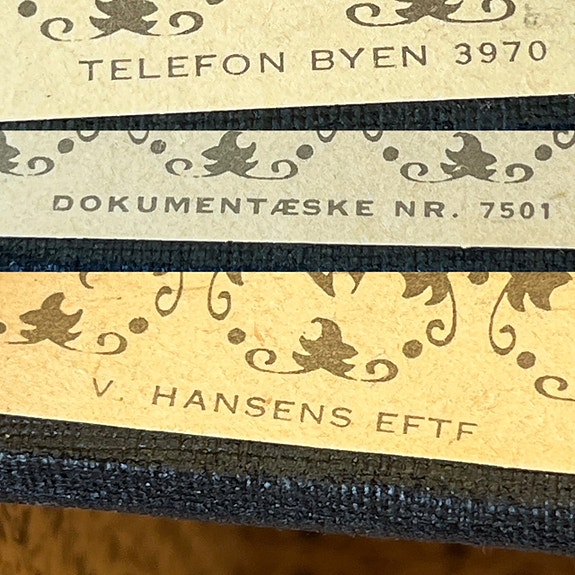 TELEFON BYEN 3970
DOKUMENTÆSKE NR. 7501
V. HANSENS EFTF